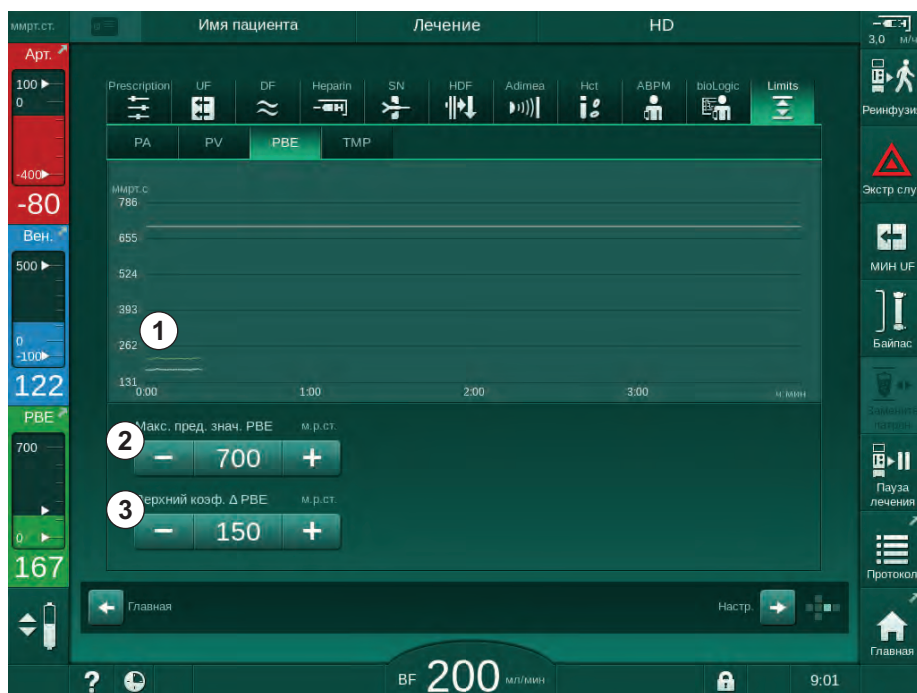 ммрт.ст.
Имя пациента
Лечение
HD
3,0 м/ч
Арт.
100
0
-400
-80
Вен.
500
0
-100
122
PBE
700
0
167
Prescription
UF
DF
Heparin
SN
HDF
Adimea
Hct
ABPM
bioLogic
Limits
PA
PV
PBE
TMP
ммрт.с
786
655
524
393
262
131
0:00
1:00
2:00
3:00
ч:мин
1
2
Макс. пред. знач. PBE м.р.ст.
− 700 +
3
Верхний коэф. Δ PBE м.р.ст.
− 150 +
Главная
Настр.
Реинфузи
Экстр слу
МИН UF
Байпас
Пауза
лечения
Протокол
Главная
?
BF 200 мл/мин
9:01